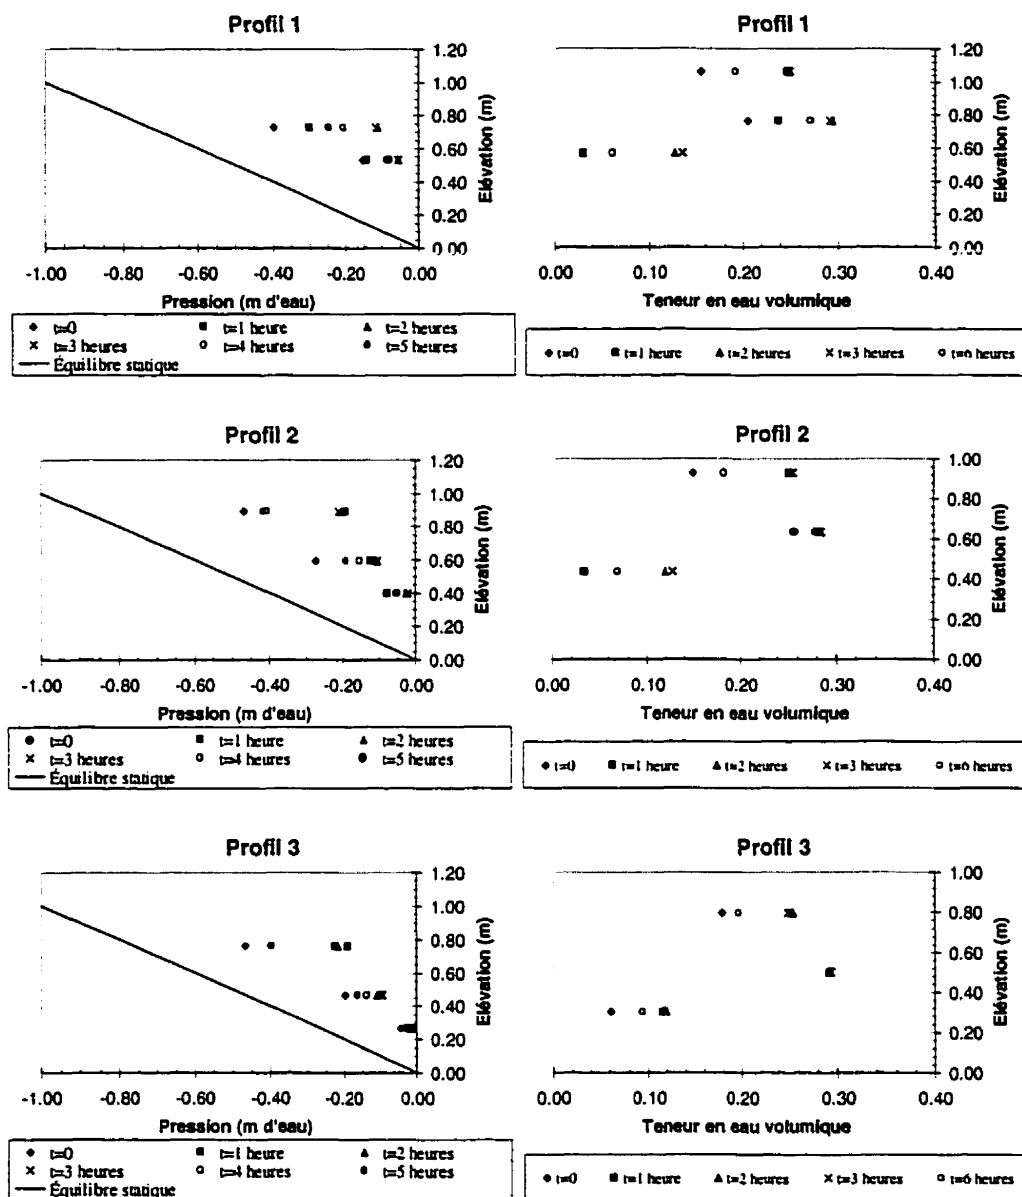 Profil 1
1.20
1.00
0.80
0.60
0.40
0.20
0.00
Elévation (m)
-1.00 -0.80 -0.60 -0.40 -0.20 0.00
Pression (m d'eau)
t=0 t=1 heure t=2 heures
t=3 heures t=4 heures t=5 heures
Équilibre statique
Profil 1
1.20
1.00
0.80
0.60
0.40
0.20
0.00
Elévation (m)
0.00 0.10 0.20 0.30 0.40
Teneur en eau volumique
t=0 t=1 heure t=2 heures t=3 heures t=6 heures
Profil 2
1.20
1.00
0.80
0.60
0.40
0.20
0.00
Elévation (m)
-1.00 -0.80 -0.60 -0.40 -0.20 0.00
Pression (m d'eau)
t=0 t=1 heure t=2 heures
t=3 heures t=4 heures t=5 heures
Équilibre statique
Profil 2
1.00
0.80
0.60
0.40
0.20
0.00
Elévation (m)
0.00 0.10 0.20 0.30 0.40
Teneur en eau volumique
t=0 t=1 heure t=2 heures t=3 heures t=6 heures
Profil 3
1.20
1.00
0.80
0.60
0.40
0.20
0.00
Elévation (m)
-1.00 -0.80 -0.60 -0.40 -0.20 0.00
Pression (m d'eau)
t=0 t=1 heure t=2 heures
t=3 heures t=4 heures t=5 heures
Équilibre statique
Profil 3
1.00
0.80
0.60
0.40
0.20
0.00
Elévation (m)
0.00 0.10 0.20 0.30 0.40
Teneur en eau volumique
t=0 t=1 heure t=2 heures t=3 heures t=6 heures